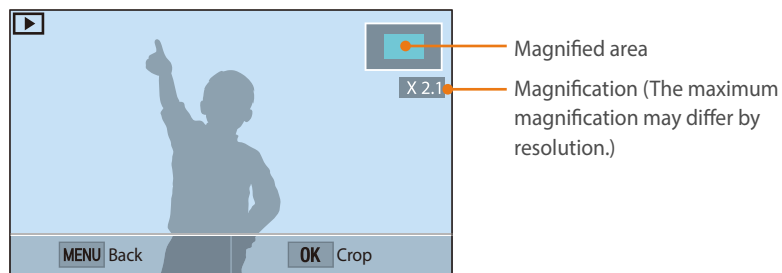 Magnified area
X 2.1
Magnification (The maximum
magnification may differ by
resolution.)
MENU Back
OK Crop